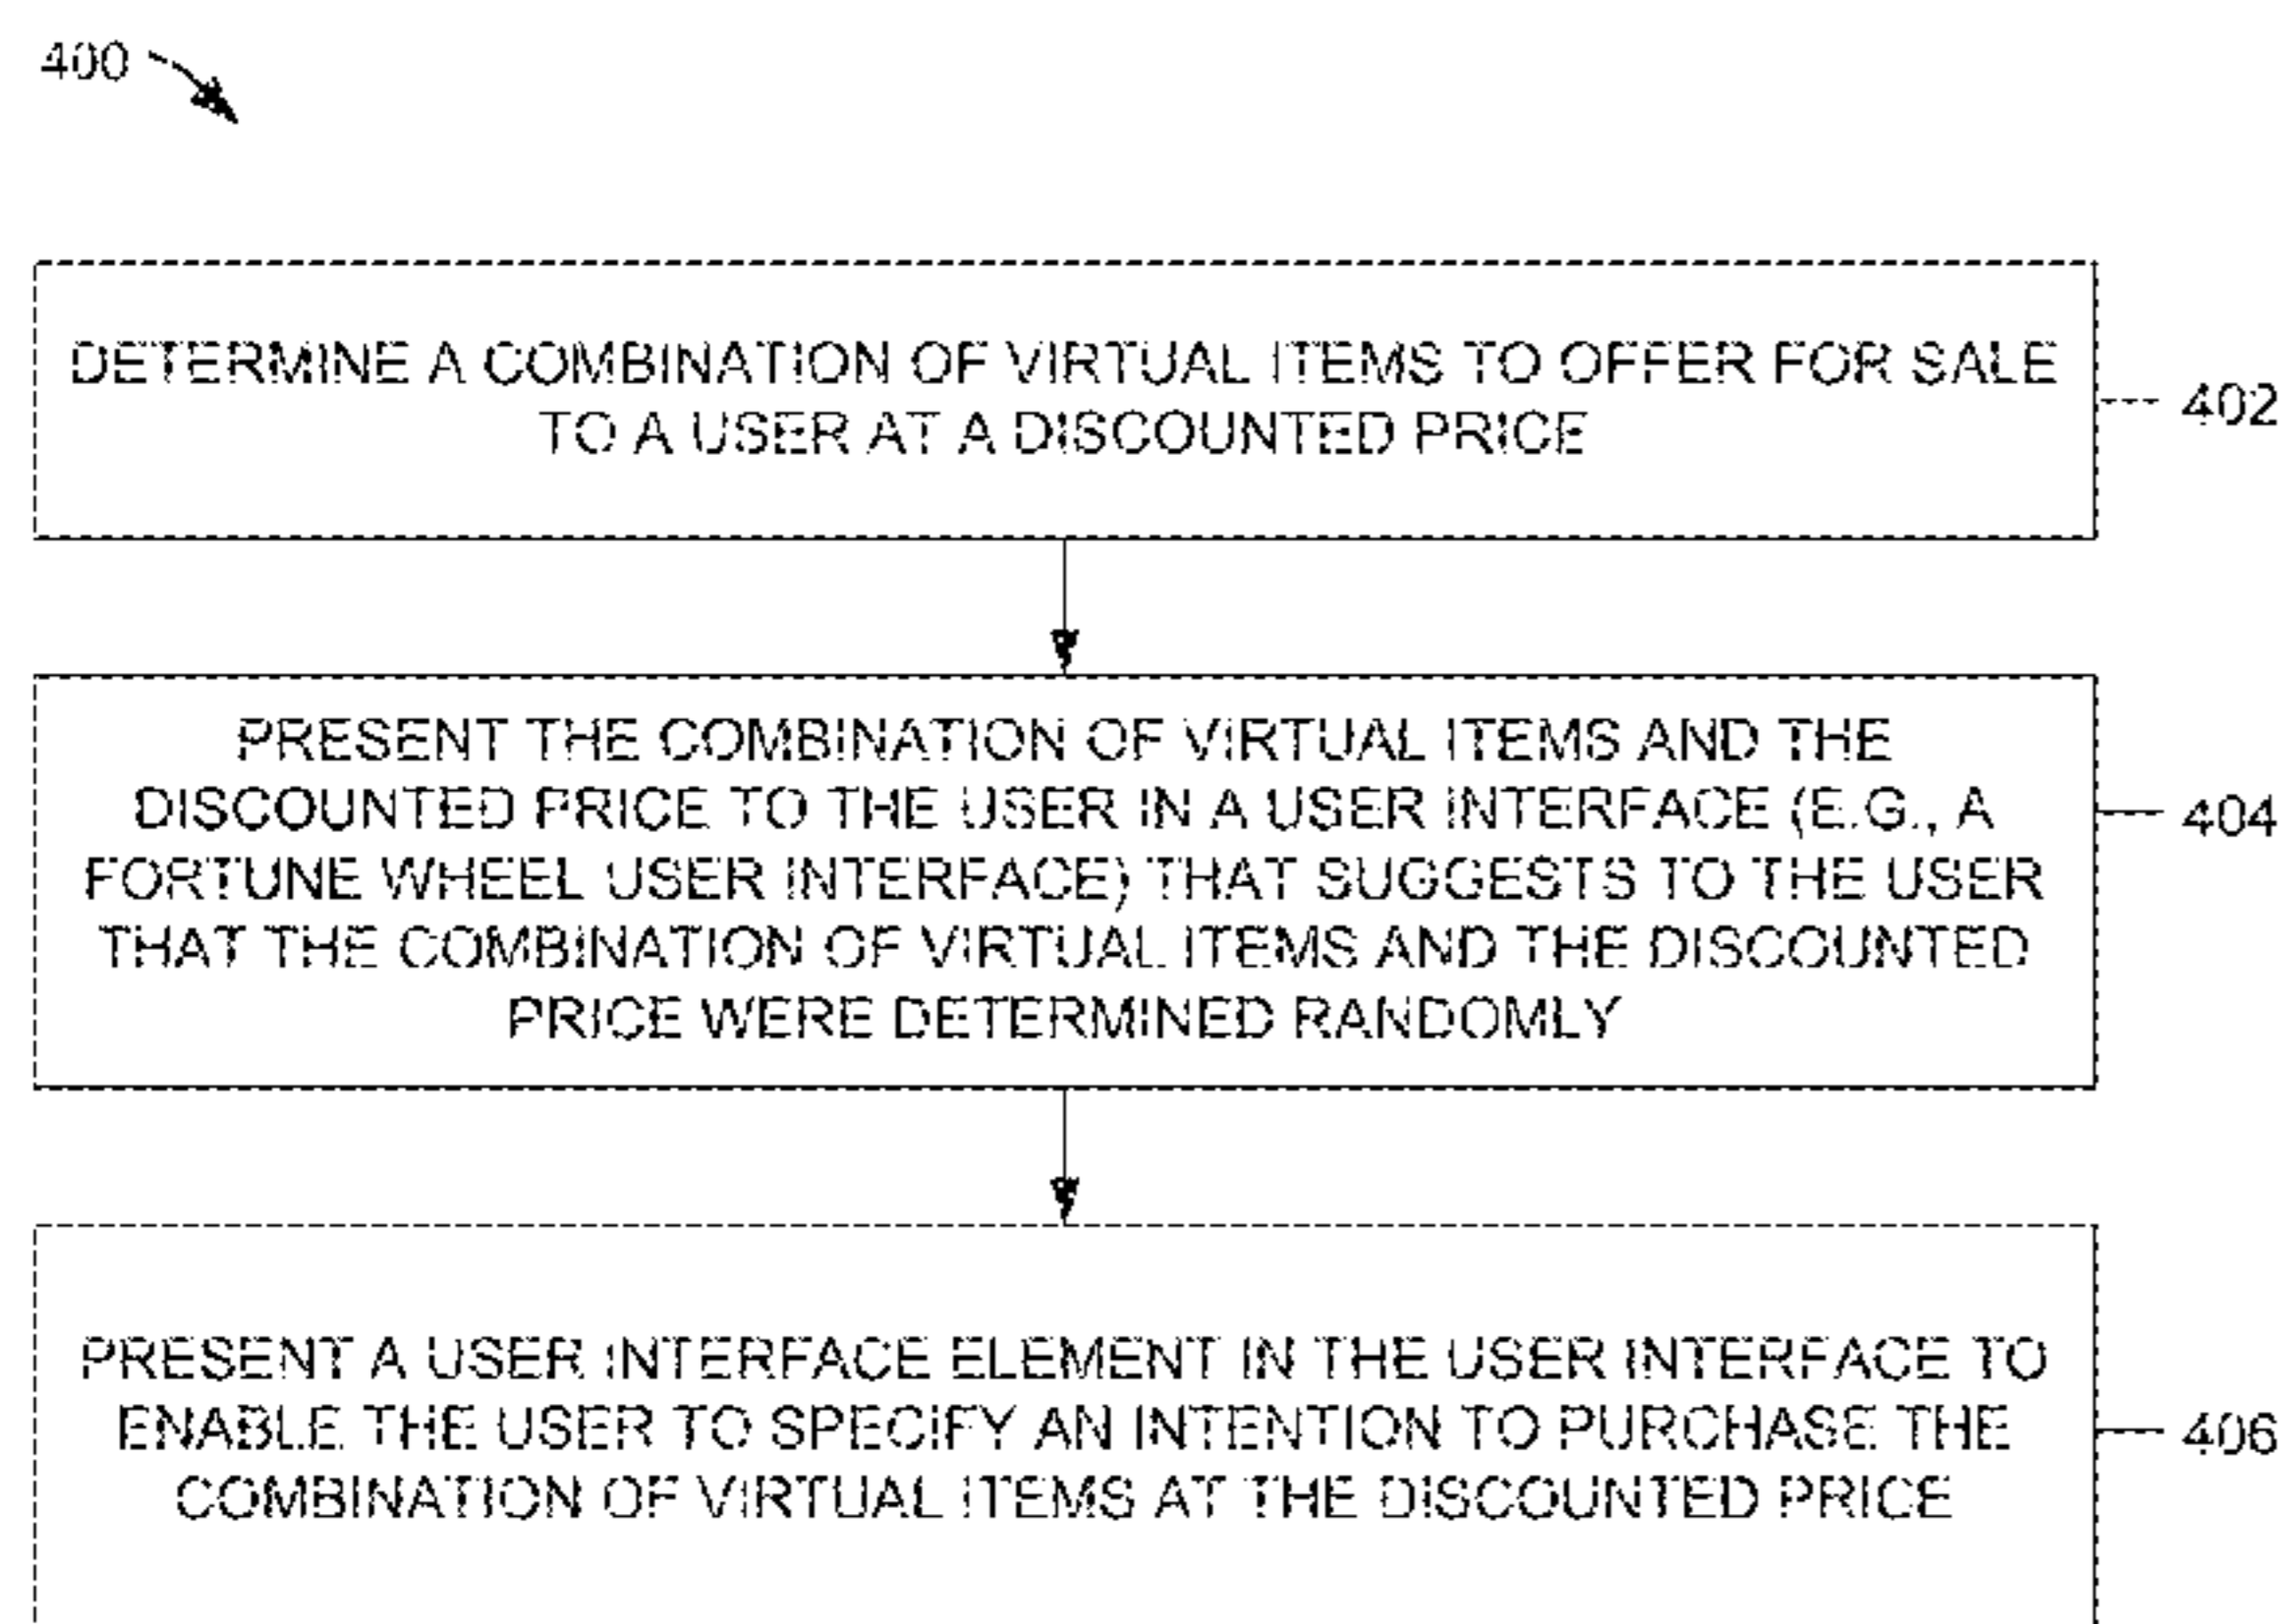 400
DETERMINE A COMBINATION OF VIRTUAL ITEMS TO OFFER FOR SALE
TO A USER AT A DISCOUNTED PRICE
402
PRESENT THE COMBINATION OF VIRTUAL ITEMS AND THE
DISCOUNTED PRICE TO THE USER IN A USER INTERFACE (E.G., A
FORTUNE WHEEL USER INTERFACE) THAT SUGGESTS TO THE USER
THAT THE COMBINATION OF VIRTUAL ITEMS AND THE DISCOUNTED
PRICE WERE DETERMINED RANDOMLY
404
PRESENT A USER INTERFACE ELEMENT IN THE USER INTERFACE TO
ENABLE THE USER TO SPECIFY AN INTENTION TO PURCHASE THE
COMBINATION OF VIRTUAL ITEMS AT THE DISCOUNTED PRICE
406